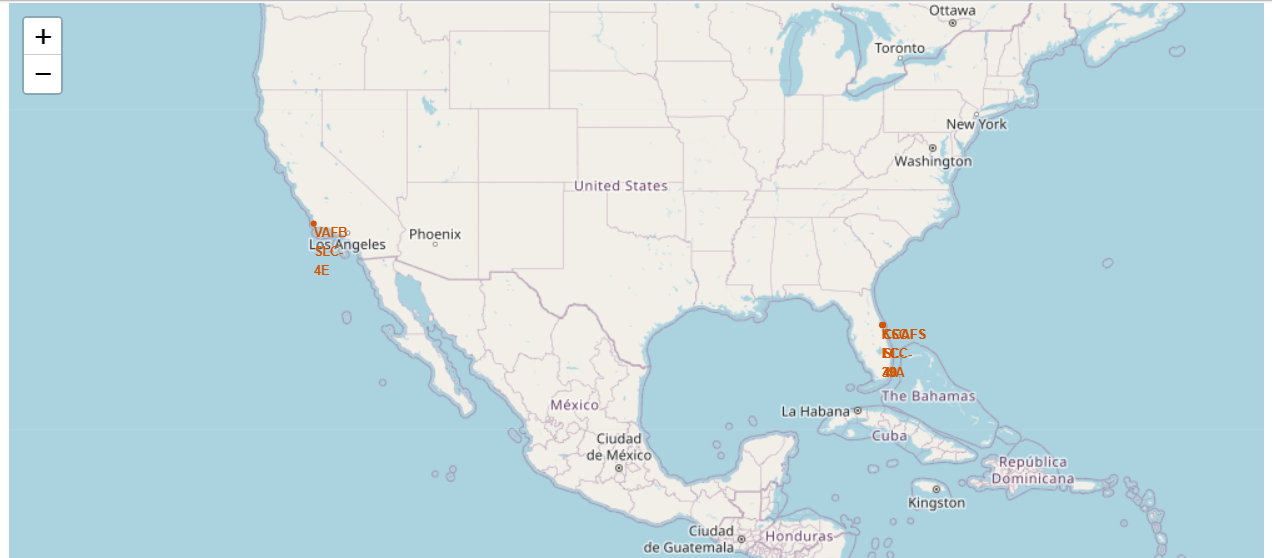 +
−
Ottawa
Toronto
New York
Washington
United States
VAFB
SLC-
4E
Los Angeles
Phoenix
México
Ciudad
de México
La Habana
The Bahamas
Cuba
República
Dominicana
Kingston
Ciudad
de Guatemala
Honduras